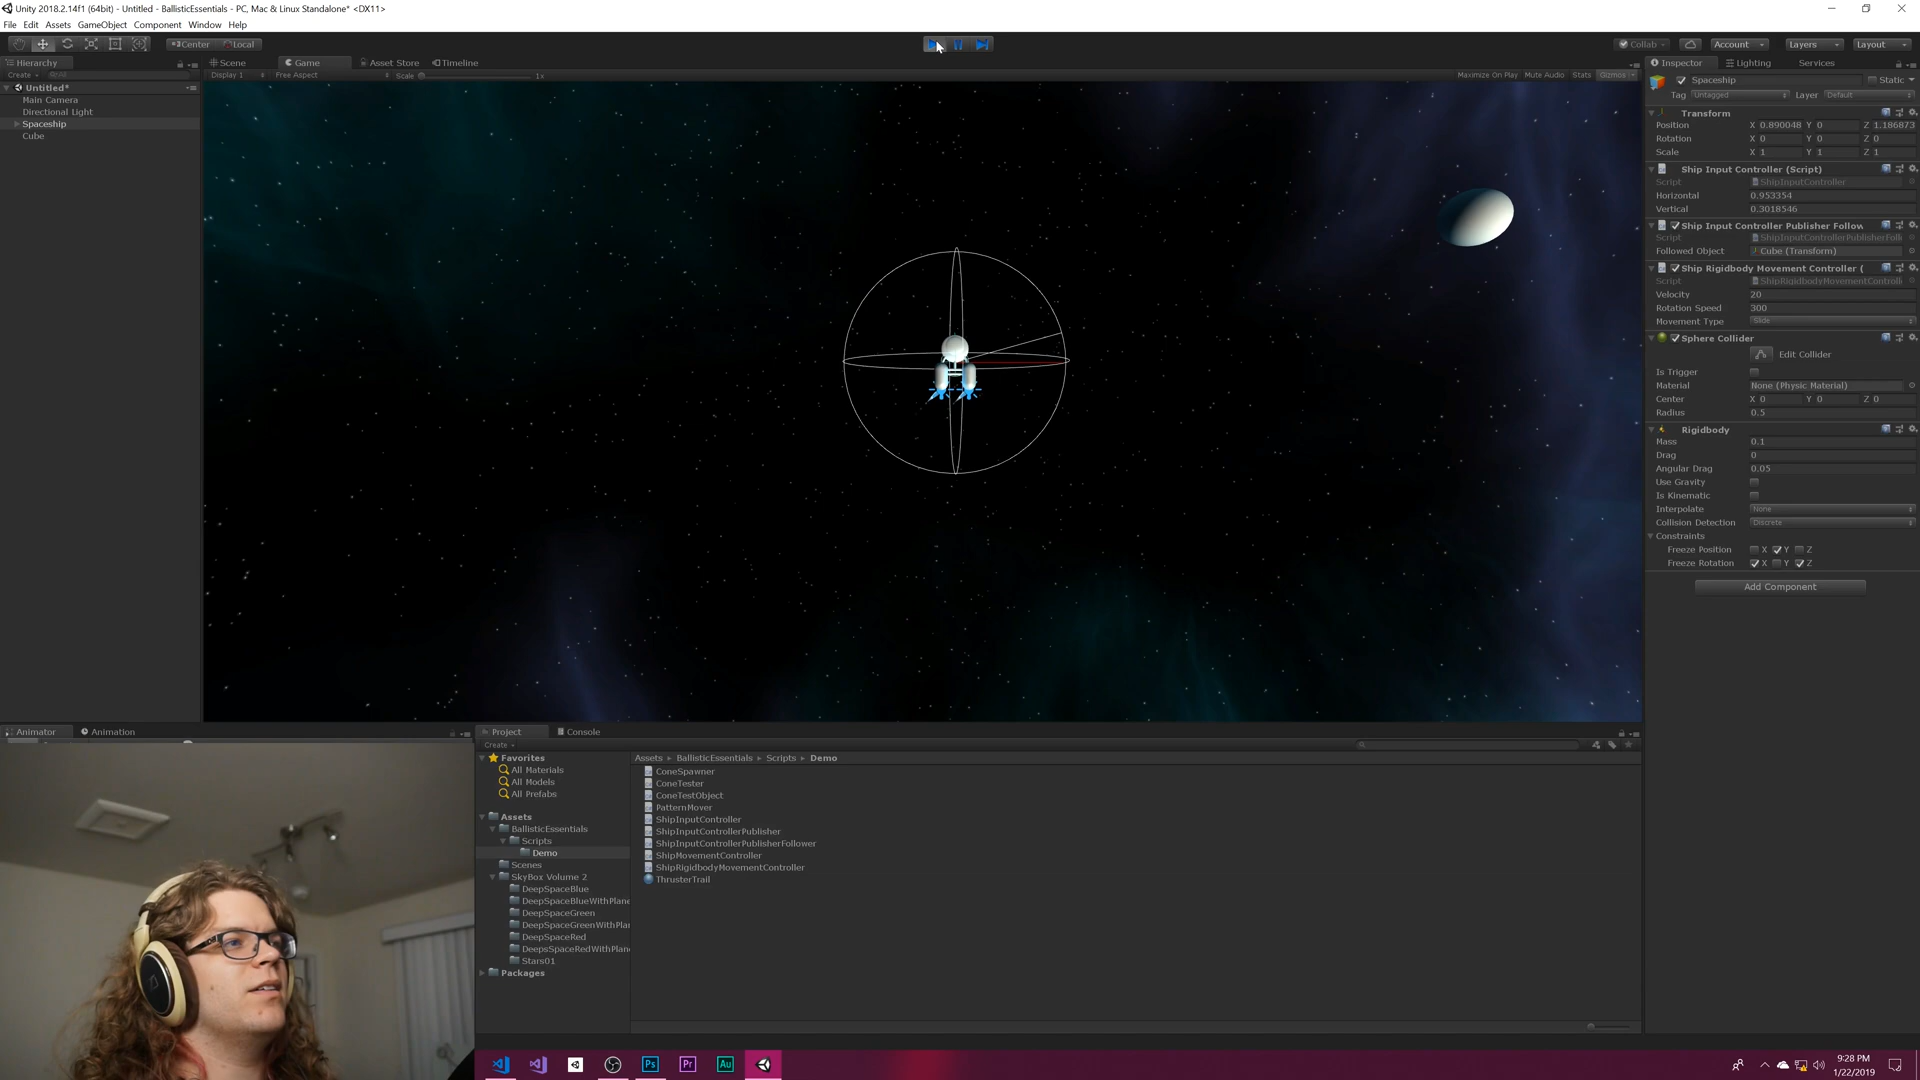 Unity 2018.2.14f1 (64bit) - Untitled - BallisticEssentials - PC, Mac & Linux Standalone* <DX11>
File Edit Assets GameObject Component Window Help
Center Local
Collab Account Layers Layout
Hierarchy
Create
Untitled*
Main Camera
Directional Light
Spaceship
Cube
Scene Game Asset Store Timeline
Display 1 Free Aspect Scale 1x
Maximize On Play Mute Audio Stats Gizmos
Inspector Lighting Services
Spaceship Static
Tag Untagged Layer Default
Transform
Position X 0.890048 Y 0 Z 1.186873
Rotation X 0 Y 0 Z 0
Scale X 1 Y 1 Z 1
Ship Input Controller (Script)
Script ShipInputController
Horizontal 0.953354
Vertical 0.3018546
Ship Input Controller Publisher Follow
Script ShipInputControllerPublisherFoll
Followed Object Cube (Transform)
Ship Rigidbody Movement Controller (
Script ShipRigidbodyMovementControll
Velocity 20
Rotation Speed 300
Movement Type Slide
Sphere Collider
Edit Collider
Is Trigger
Material None (Physic Material)
Center X 0 Y 0 Z 0
Radius 0.5
Rigidbody
Mass 0.1
Drag 0
Angular Drag 0.05
Use Gravity
Is Kinematic
Interpolate None
Collision Detection Discrete
Constraints
Freeze Position X Y Z
Freeze Rotation X Y Z
Add Component
Animator Animation
Project Console
Create
Favorites
All Materials
All Models
All Prefabs
Assets
BallisticEssentials
Scripts
Demo
Scenes
SkyBox Volume 2
DeepSpaceBlue
DeepSpaceBlueWithPlane
DeepSpaceGreen
DeepSpaceGreenWithPlan
DeepSpaceRed
DeepsSpaceRedWithPlane
Stars01
Packages
Assets BallisticEssentials Scripts Demo
ConeSpawner
ConeTester
ConeTestObject
PatternMover
ShipInputController
ShipInputControllerPublisher
ShipInputControllerPublisherFollower
ShipMovementController
ShipRigidbodyMovementController
ThrusterTrail
Ps Pr Au
9:28 PM
1/22/2019